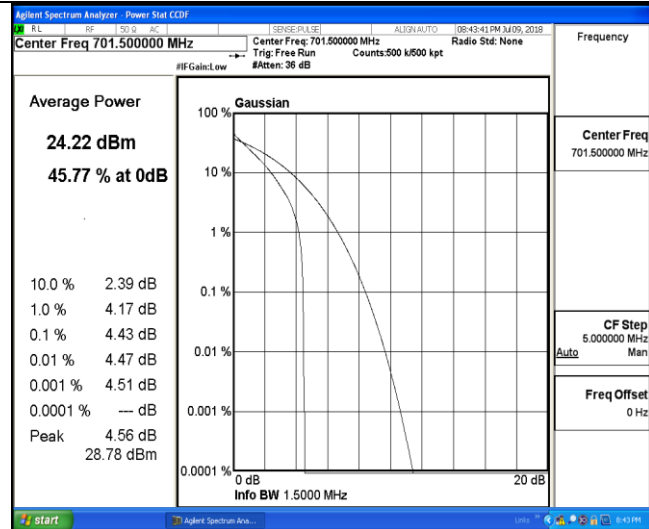 Agilent Spectrum Analyzer - Power Stat CCDF
RL RF 50 Ω AC SENSE:PULSE ALIGN AUTO 08:43:41 PM Jul 09, 2018
Center Freq 701.500000 MHz
Center Freq: 701.500000 MHz Radio Std: None
Trig: Free Run Counts:500 k/500 kpt
#IFGain:Low #Atten: 36 dB
Frequency
Average Power
24.22 dBm
45.77 % at 0dB
10.0 % 2.39 dB
1.0 % 4.17 dB
0.1 % 4.43 dB
0.01 % 4.47 dB
0.001 % 4.51 dB
0.0001 % --- dB
Peak 4.56 dB
28.78 dBm
Gaussian
100 %
10 %
1 %
0.1 %
0.01 %
0.001 %
0.0001 %
0 dB 20 dB
Info BW 1.5000 MHz
Center Freq
701.500000 MHz
CF Step
5.000000 MHz
Auto Man
Freq Offset
0 Hz
start Agilent Spectrum Ana... Links 8:43 PM